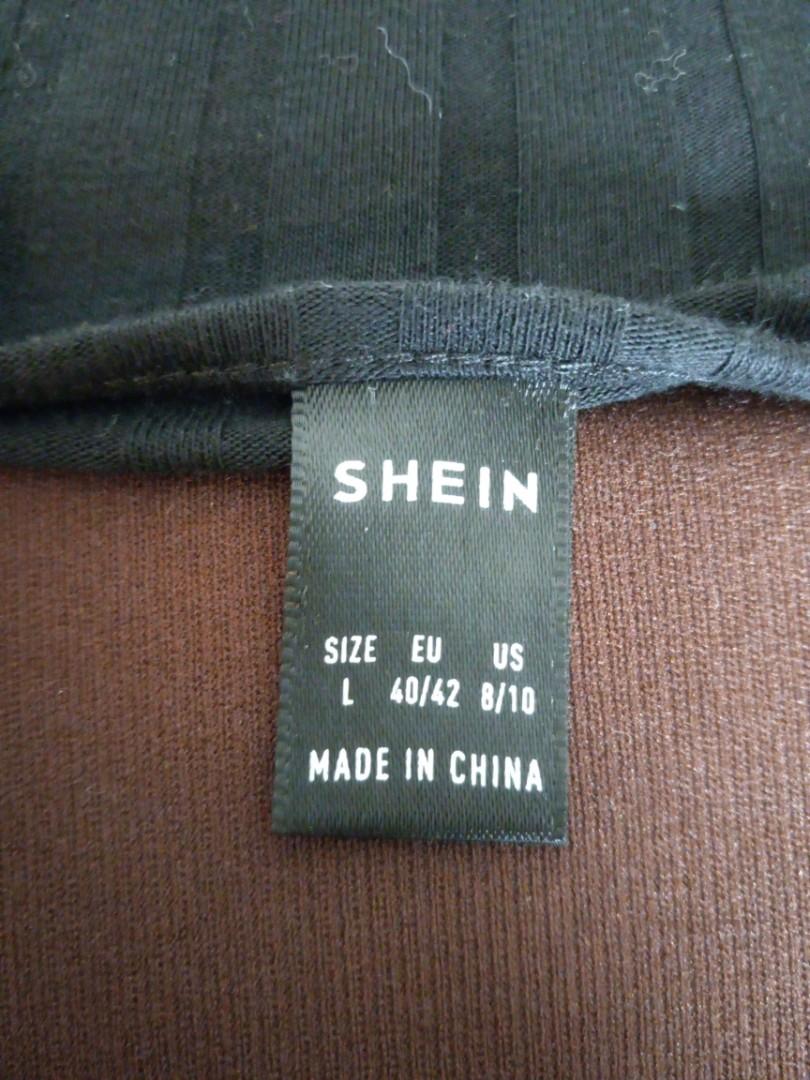 SHEIN
SIZE EU US
L 40/42 8/10
MADE IN CHINA